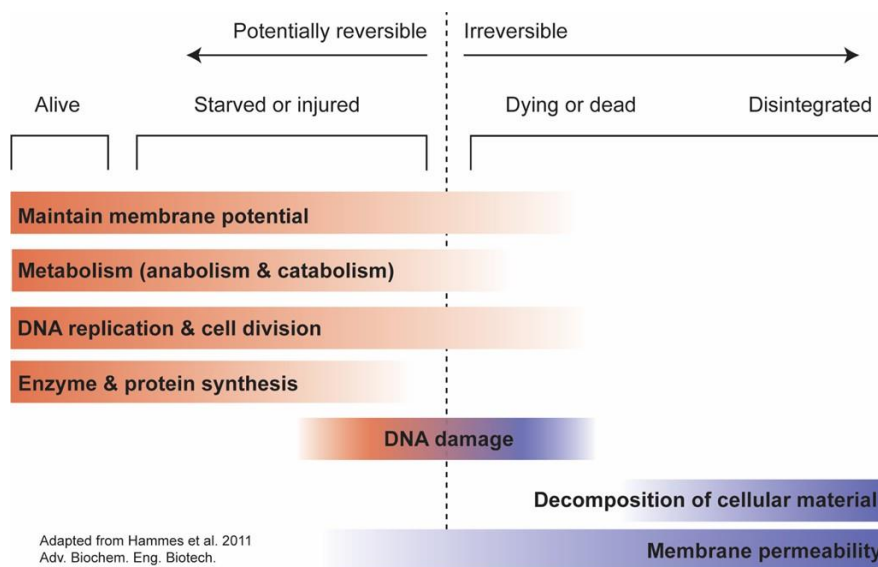 Potentially reversible
Irreversible
Alive
Starved or injured
Dying or dead
Disintegrated
Maintain membrane potential
Metabolism (anabolism & catabolism)
DNA replication & cell division
Enzyme & protein synthesis
DNA damage
Decomposition of cellular material
Membrane permeability
Adapted from Hammes et al. 2011
Adv. Biochem. Eng. Biotech.